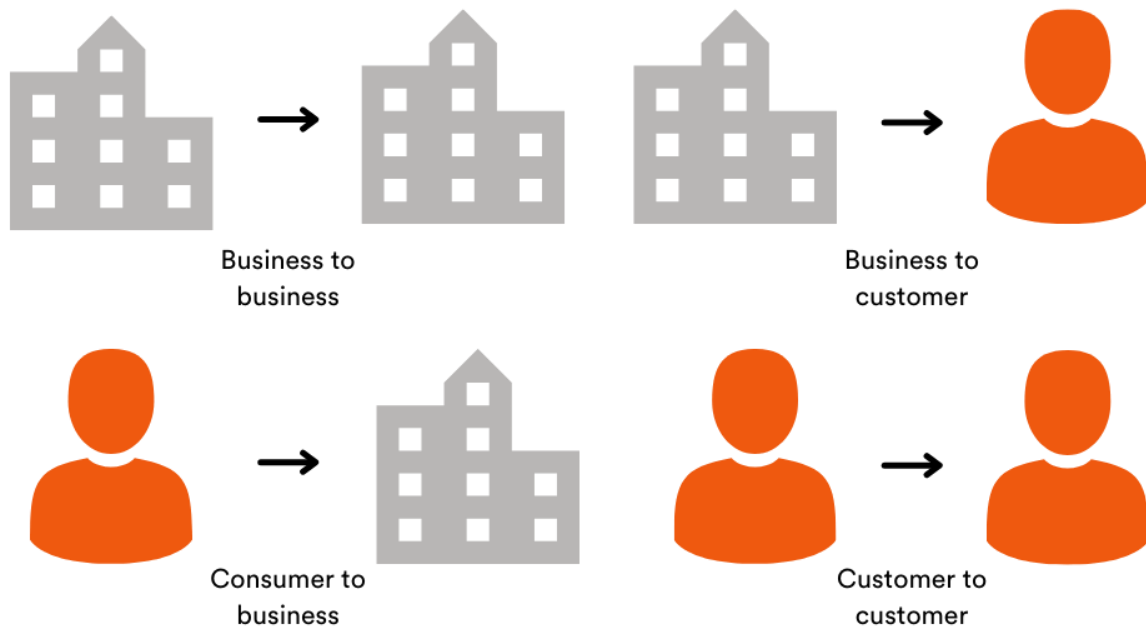 Business to
business
Business to
customer
Consumer to
business
Customer to
customer